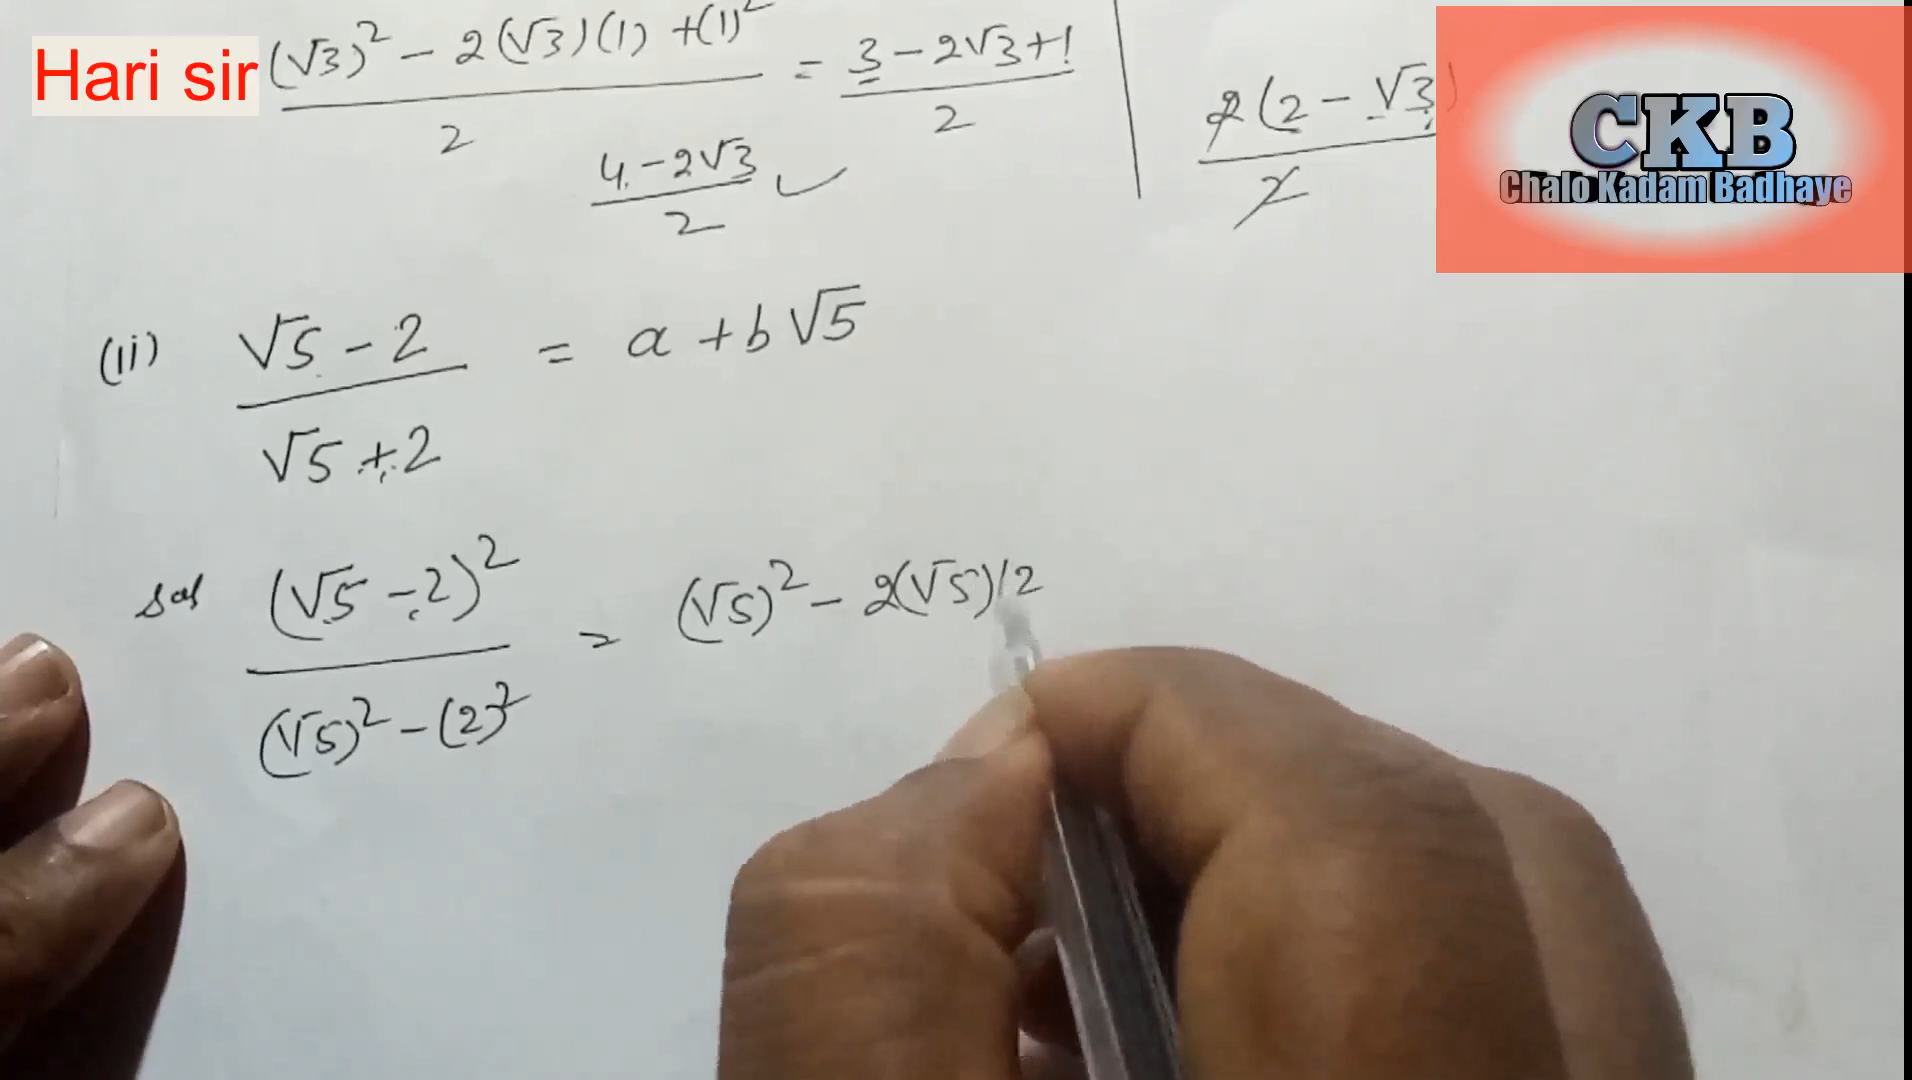 Hari sir
(√3)² - 2(√3)(1) + (1)² / 2 = 3 - 2√3 + 1 / 2
4 - 2√3 / 2 ✓
2(2 - √3) / 2
CKB
Chalo Kadam Badhaye
(ii) √5 - 2 / √5 + 2 = a + b√5
Sol (√5 - 2)² / (√5)² - (2)² = (√5)² - 2(√5)(2